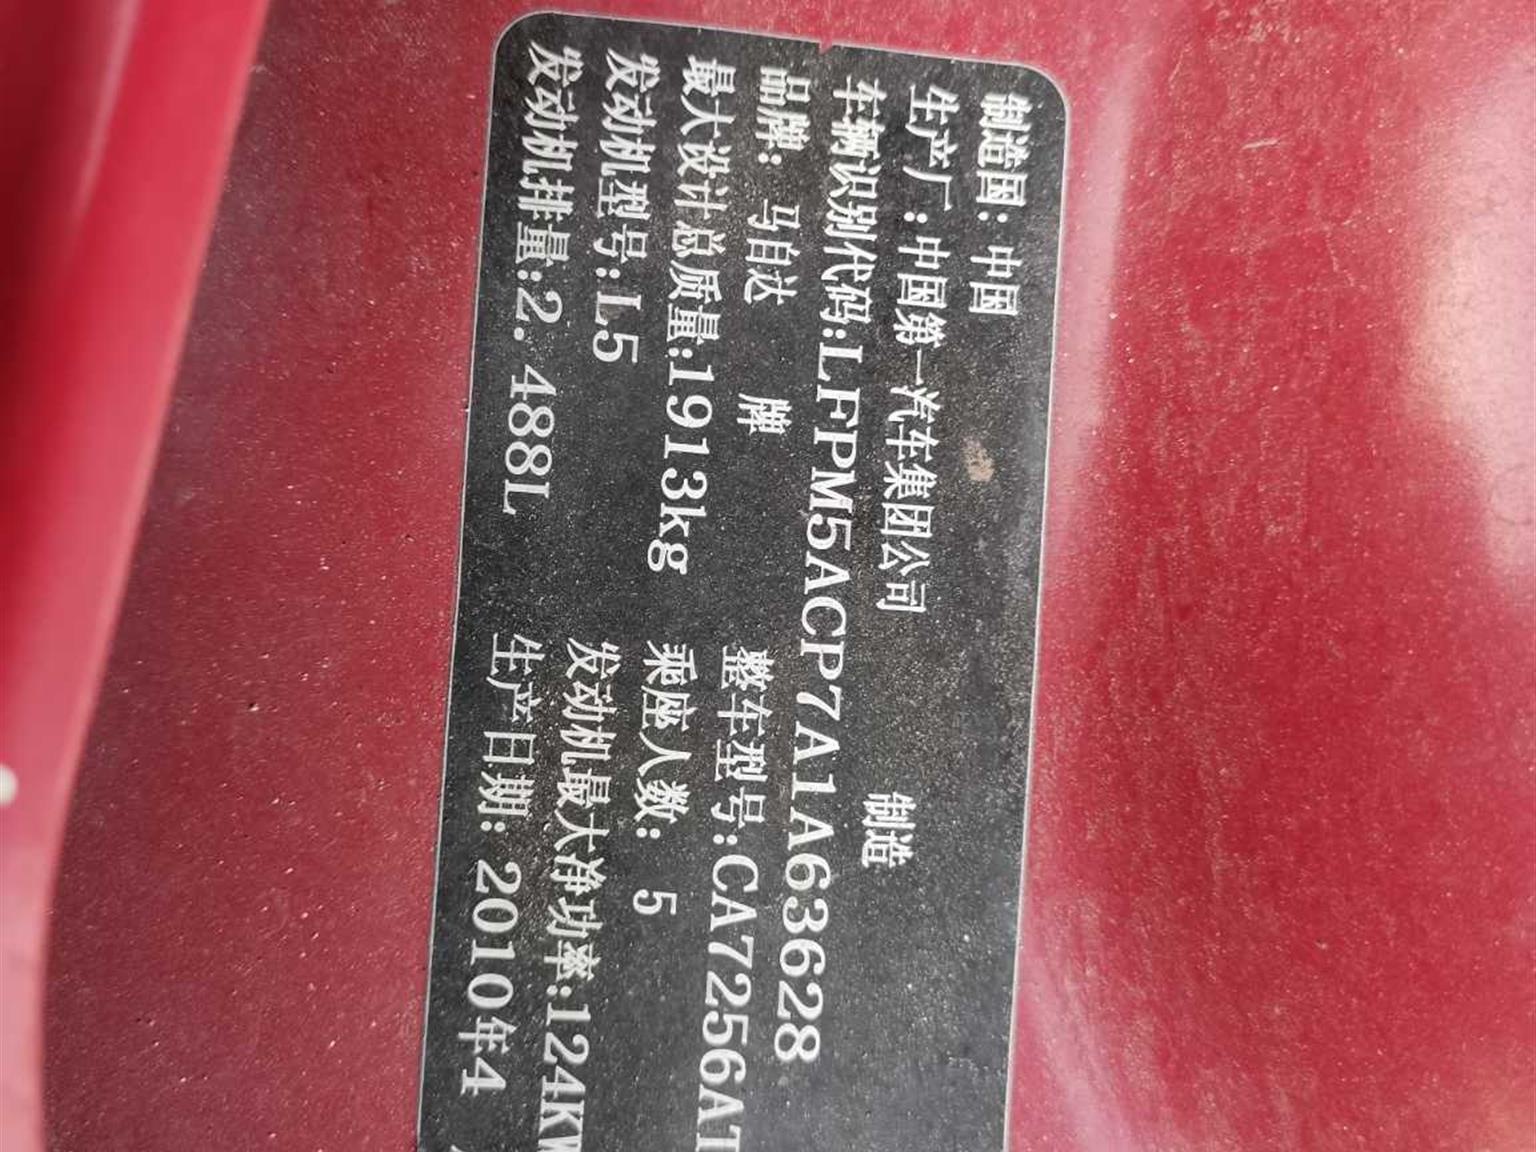 制造国: 中国
生产厂: 中国第一汽车集团公司 制造
车辆识别代码:LFPM5ACP7A1A63628
品牌: 马自达 牌 整车型号:CA7256AT
最大设计总质量:1913kg 乘座人数: 5
发动机型号:L5 发动机最大净功率:124KW
发动机排量:2.488L 生产日期: 2010年4